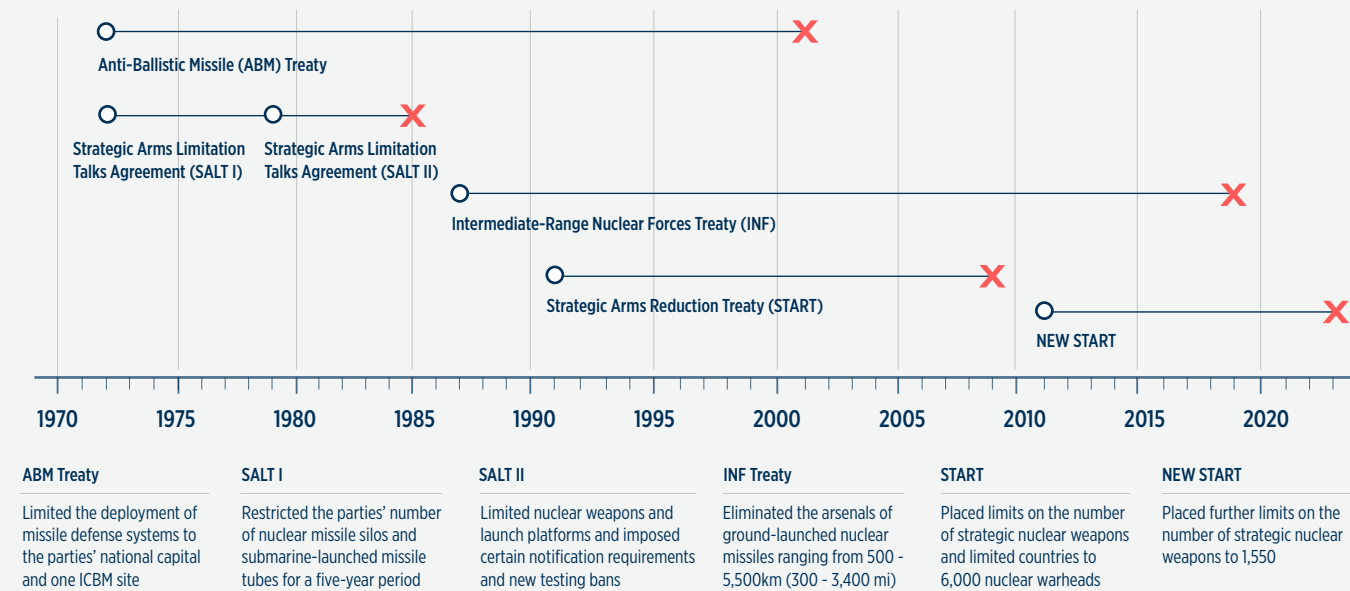 Anti-Ballistic Missile (ABM) Treaty
Strategic Arms Limitation
Talks Agreement (SALT I)
Strategic Arms Limitation
Talks Agreement (SALT II)
Intermediate-Range Nuclear Forces Treaty (INF)
Strategic Arms Reduction Treaty (START)
NEW START
1970 1975 1980 1985 1990 1995 2000 2005 2010 2015 2020
ABM Treaty
Limited the deployment of
missile defense systems to
the parties' national capital
and one ICBM site
SALT I
Restricted the parties' number
of nuclear missile silos and
submarine-launched missile
tubes for a five-year period
SALT II
Limited nuclear weapons and
launch platforms and imposed
certain notification requirements
and new testing bans
INF Treaty
Eliminated the arsenals of
ground-launched nuclear
missiles ranging from 500 -
5,500km (300 - 3,400 mi)
START
Placed limits on the number
of strategic nuclear weapons
and limited countries to
6,000 nuclear warheads
NEW START
Placed further limits on the
number of strategic nuclear
weapons to 1,550